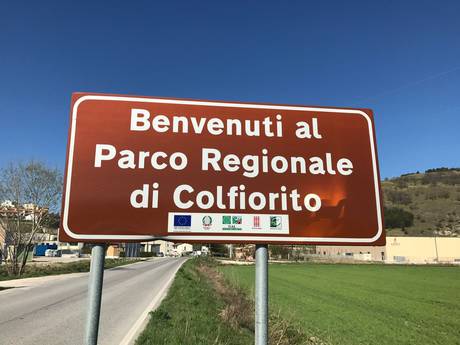 Benvenuti al
Parco Regionale
di Colfiorito